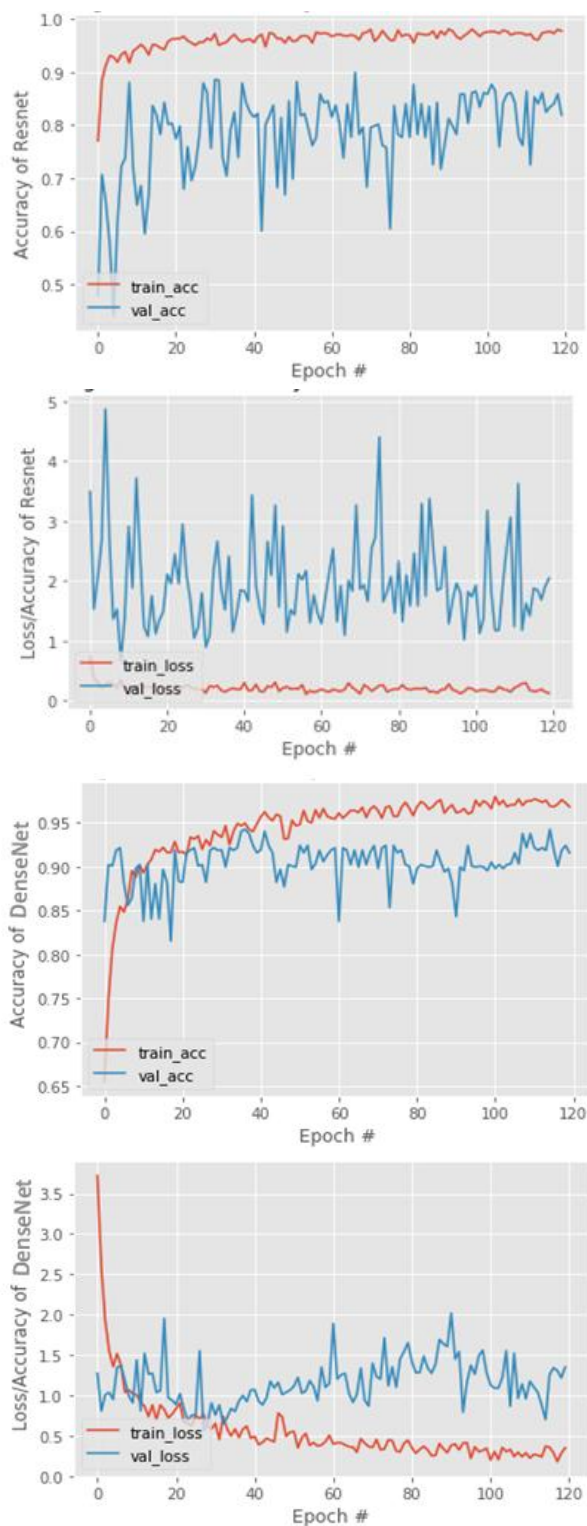 1.0
0.9
0.8
0.7
0.6
0.5
Accuracy of Resnet
train_acc
val_acc
0 20 40 60 80 100 120
Epoch #
5
4
3
2
1
0
Loss/Accuracy of Resnet
train_loss
val_loss
0 20 40 60 80 100 120
Epoch #
0.95
0.90
0.85
0.80
0.75
0.70
0.65
Accuracy of DenseNet
train_acc
val_acc
0 20 40 60 80 100 120
Epoch #
3.5
3.0
2.5
2.0
1.5
1.0
0.5
0.0
Loss/Accuracy of DenseNet
train_loss
val_loss
0 20 40 60 80 100 120
Epoch #